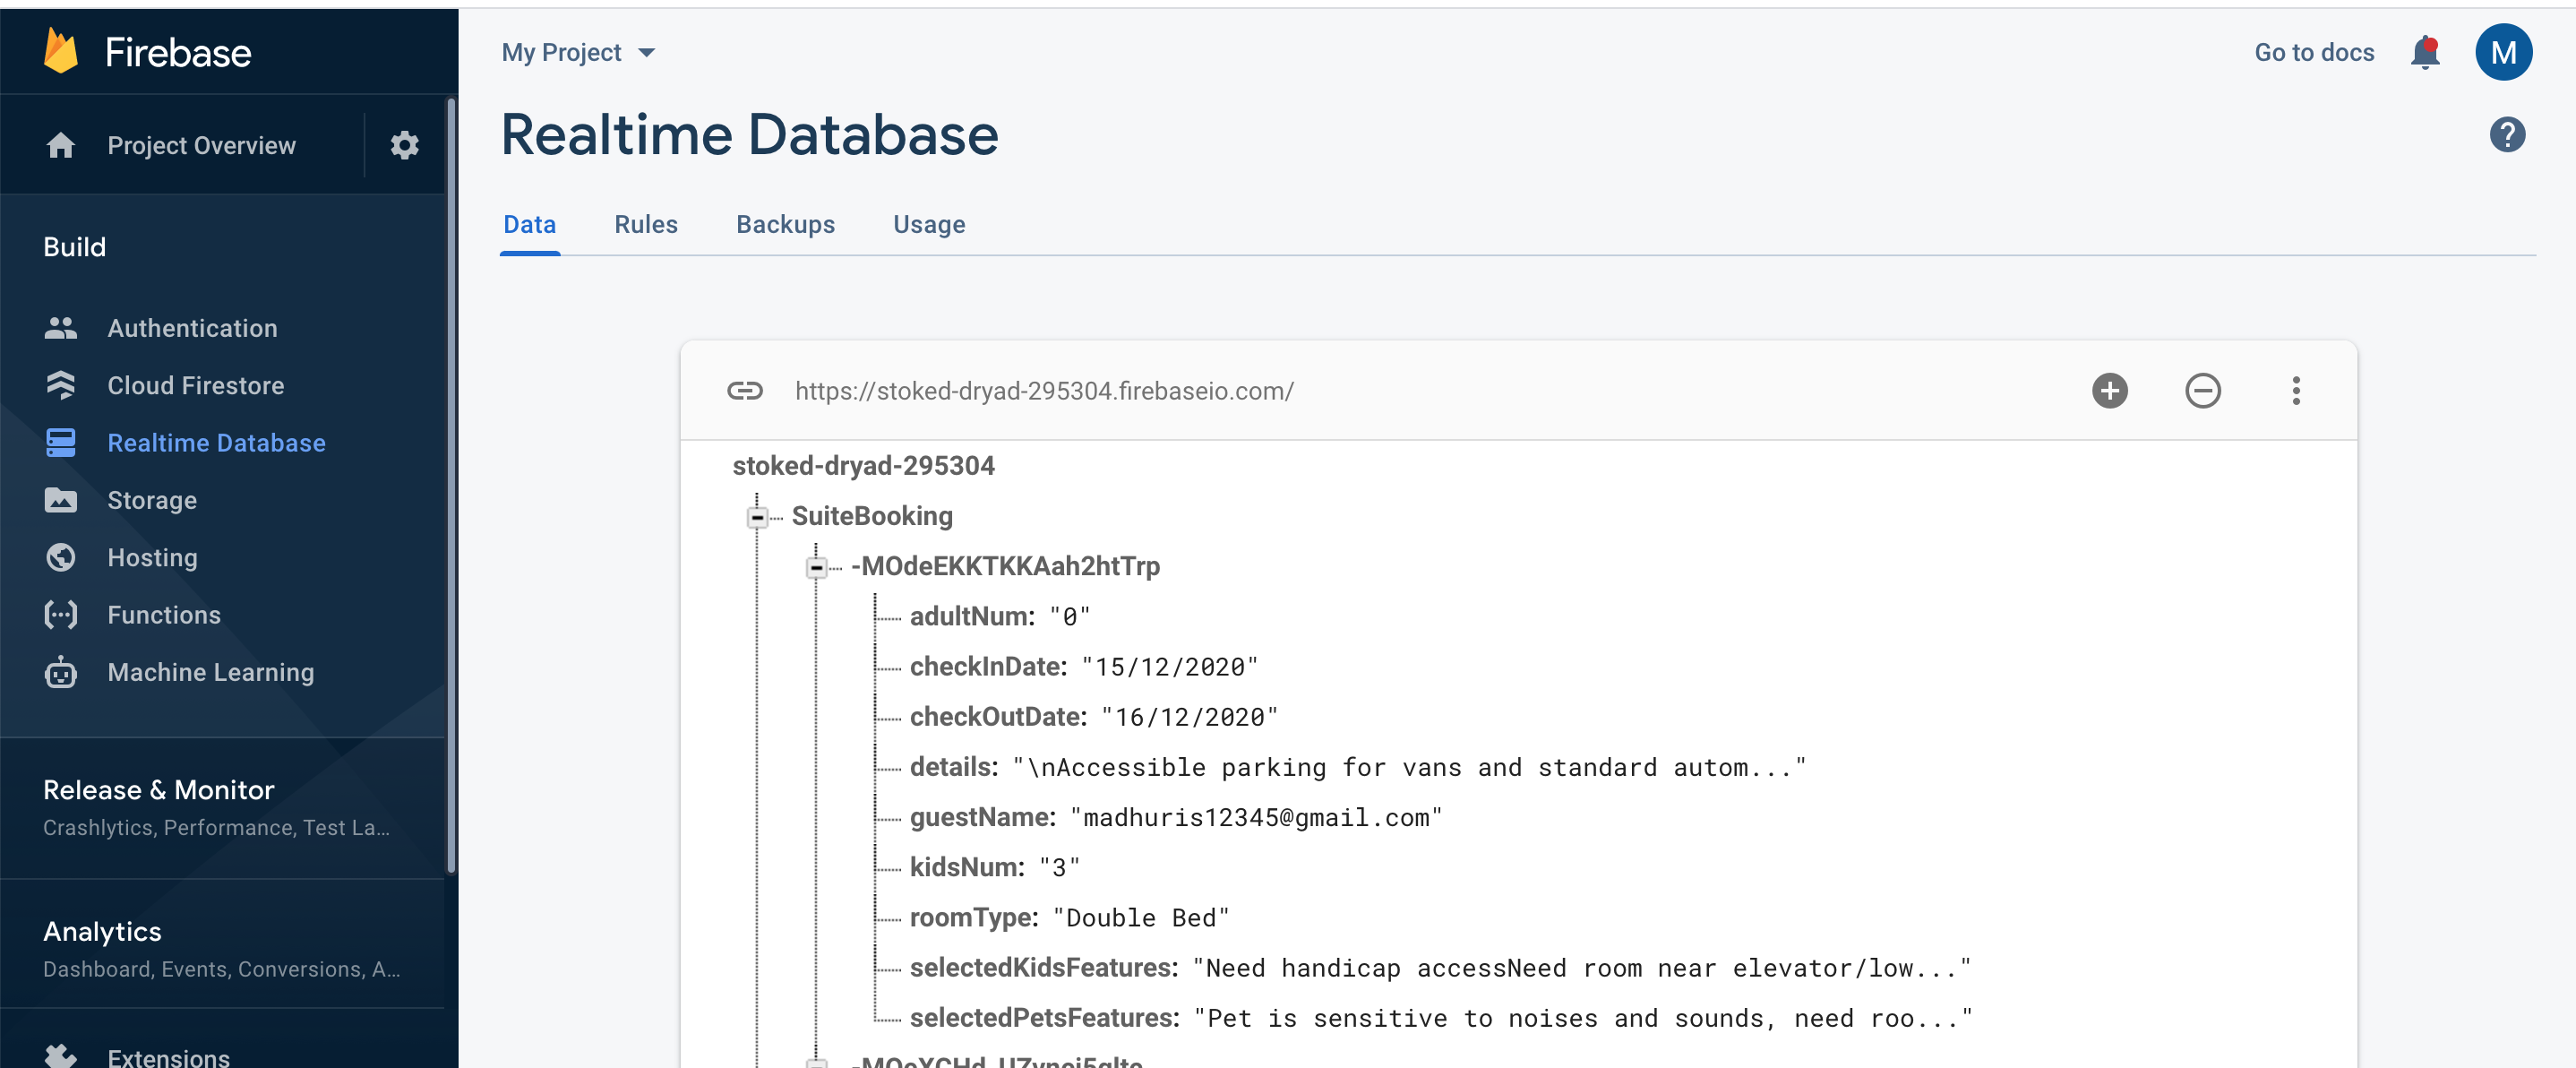 Firebase
Project Overview
Build
Authentication
Cloud Firestore
Realtime Database
Storage
Hosting
Functions
Machine Learning
Release & Monitor
Crashlytics, Performance, Test La...
Analytics
Dashboard, Events, Conversions, A...
Extensions
My Project
Go to docs
M
Realtime Database
?
Data Rules Backups Usage
https://stoked-dryad-295304.firebaseio.com/
stoked-dryad-295304
SuiteBooking
-MOdeEKKTKKAah2htTrp
adultNum: "0"
checkInDate: "15/12/2020"
checkOutDate: "16/12/2020"
details: "\nAccessible parking for vans and standard autom..."
guestName: "madhuris12345@gmail.com"
kidsNum: "3"
roomType: "Double Bed"
selectedKidsFeatures: "Need handicap accessNeed room near elevator/low..."
selectedPetsFeatures: "Pet is sensitive to noises and sounds, need roo..."